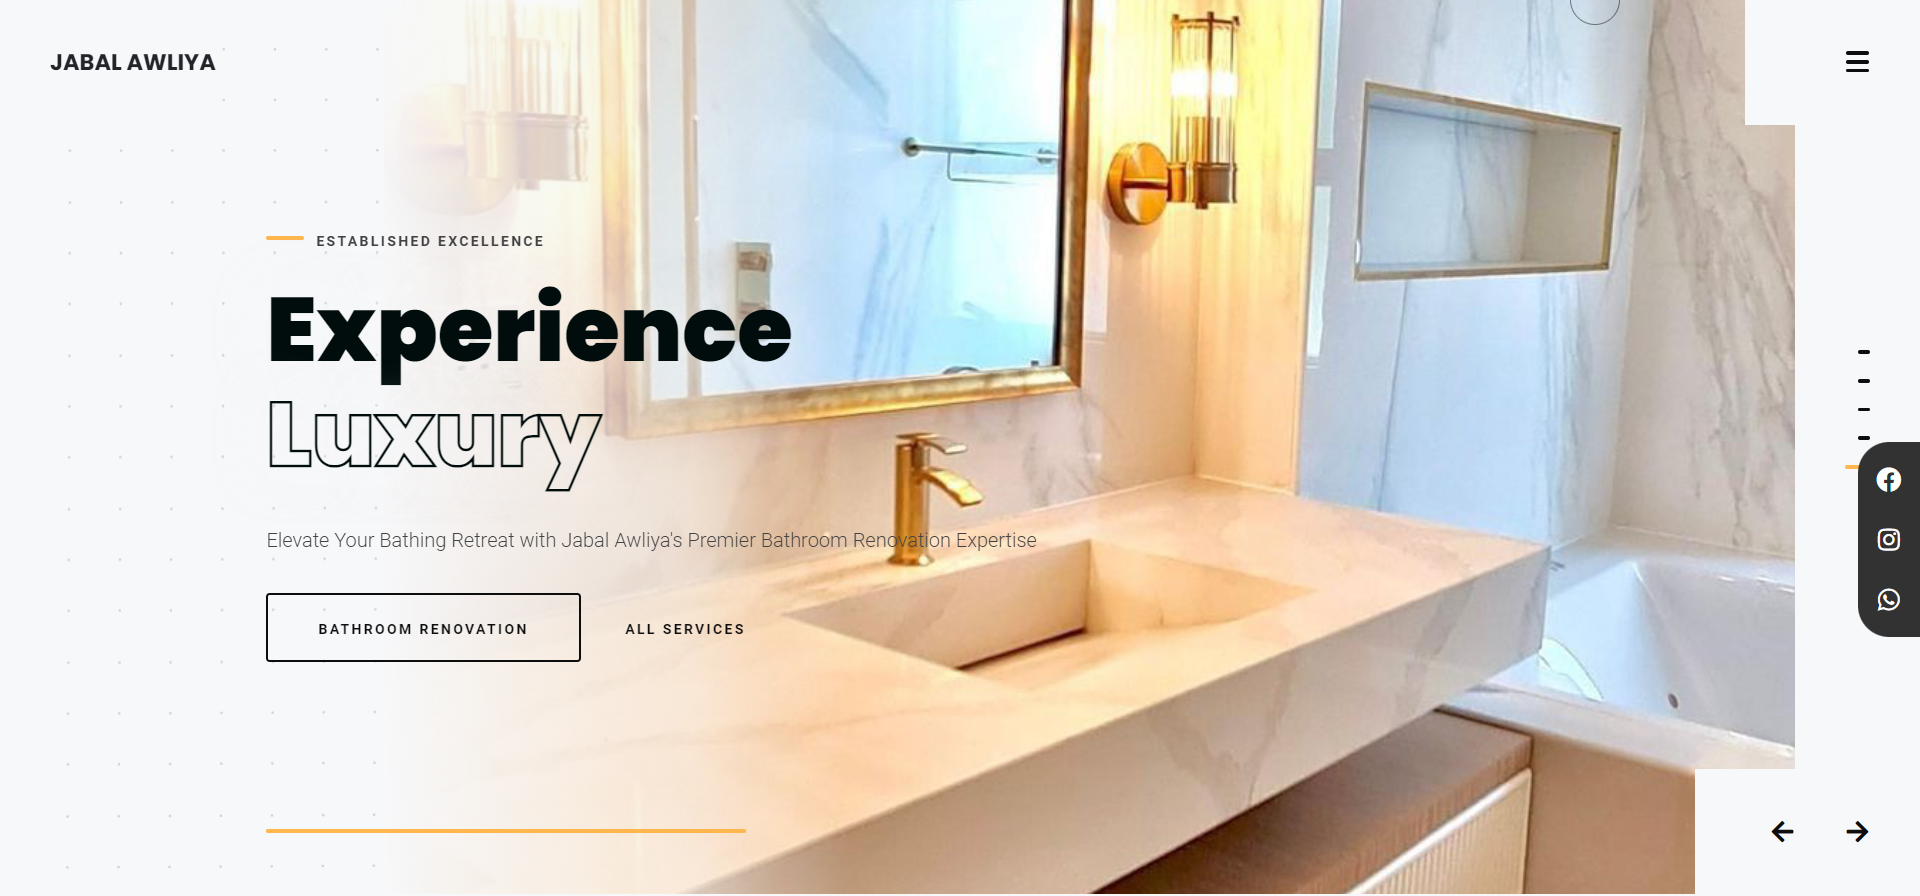 JABAL AWLIYA
ESTABLISHED EXCELLENCE
Experience
Luxury
Elevate Your Bathing Retreat with Jabal Awliya's Premier Bathroom Renovation Expertise
BATHROOM RENOVATION
ALL SERVICES